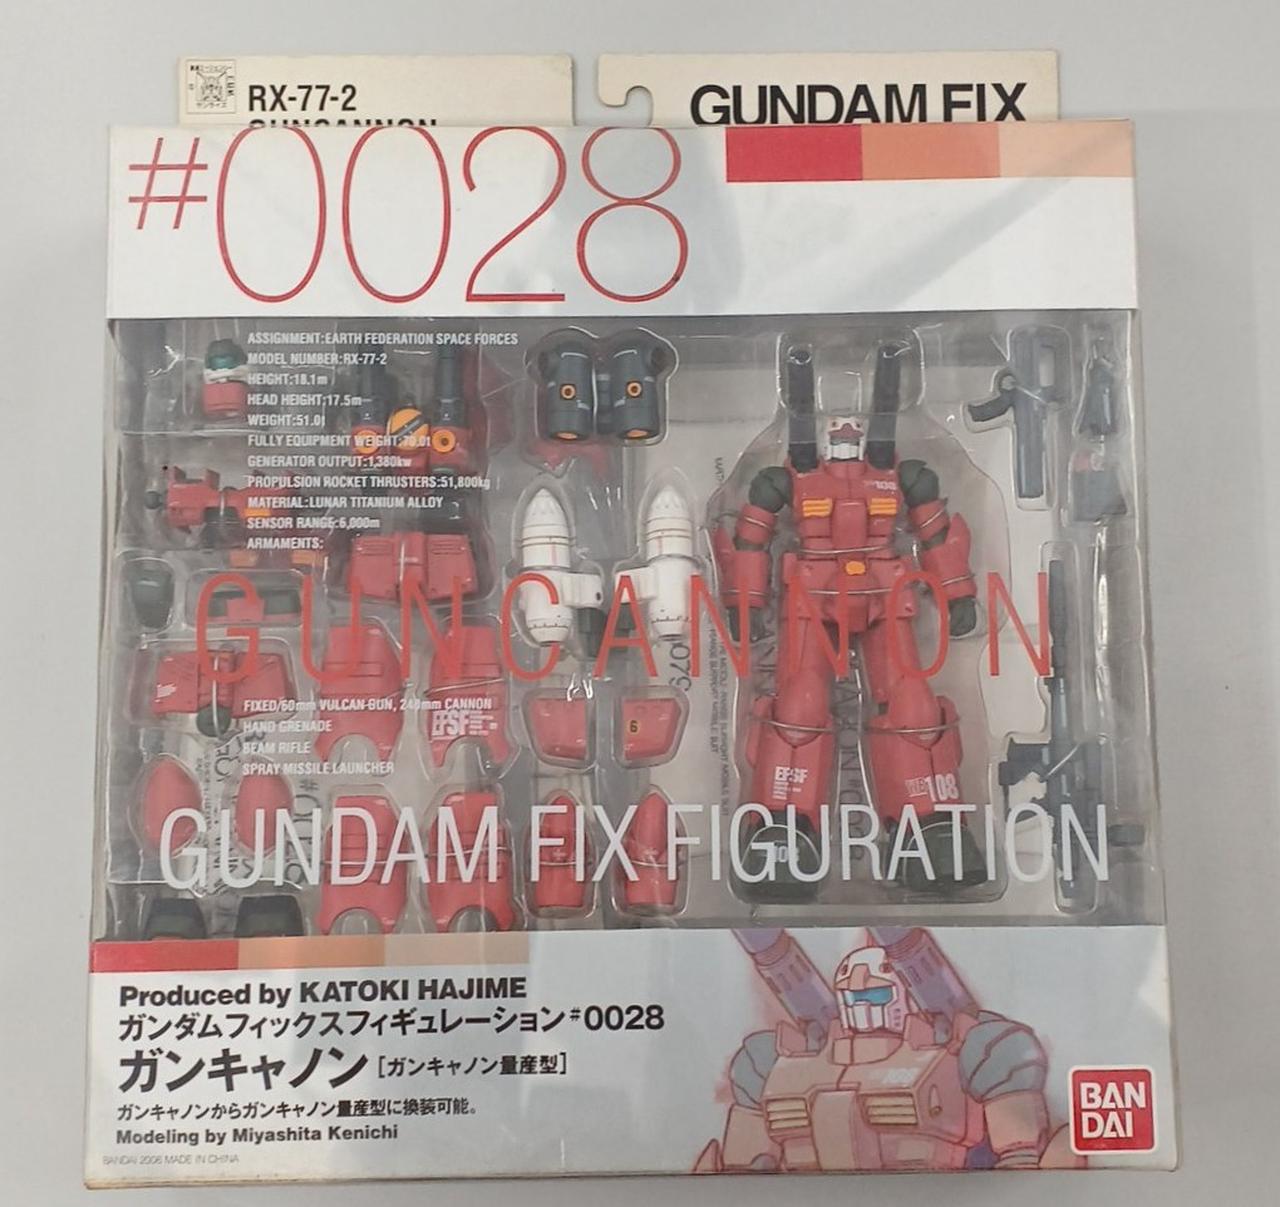 RX-77-2
GUNCANNON
GUNDAM FIX
#0028
ASSIGNMENT:EARTH FEDERATION SPACE FORCES
MODEL NUMBER:RX-77-2
HEIGHT:18.1m
HEAD HEIGHT:17.5m
WEIGHT:51.0t
FULLY EQUIPMENT WEIGHT:70.0t
GENERATOR OUTPUT:1,380kw
PROPULSION ROCKET THRUSTERS:51,800kg
MATERIAL:LUNAR TITANIUM ALLOY
SENSOR RANGE:6,000m
ARMAMENTS:
108
GUNCANNON
FIXED/60mm VULCAN GUN, 240mm CANNON
HAND GRENADE
BEAM RIFLE
SPRAY MISSILE LAUNCHER
EFSF
6
EFSF
WB108
GUNDAM FIX FIGURATION
Produced by KATOKI HAJIME
ガンダムフィックスフィギュレーション#0028
ガンキャノン[ガンキャノン量産型]
ガンキャノンからガンキャノン量産型に換装可能。
Modeling by Miyashita Kenichi
BANDAI 2006 MADE IN CHINA
108
BAN
DAI